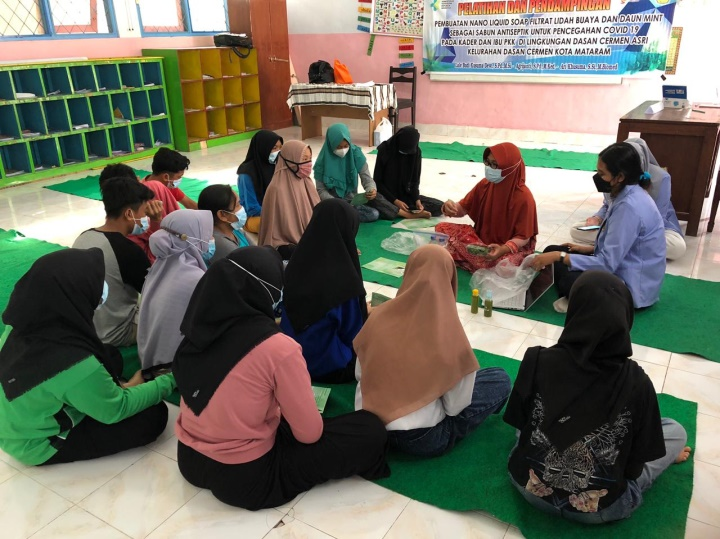 PELATIHAN DAN PENDAMPINGAN
PEMBUATAN NANO LIQUID SOAP FILTRAT LIDAH BUAYA DAN DAUN MINT
SEBAGAI SABUN ANTISEPTIK UNTUK PENCEGAHAN COVID 19
PADA KADER DAN IBU PKK DI LINGKUNGAN DASAN CERMEN ASRI
KELURAHAN DASAN CERMEN KOTA MATARAM